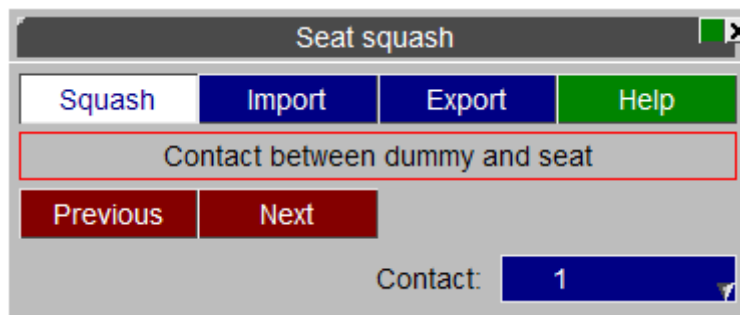 Seat squash
Squash Import Export Help
Contact between dummy and seat
Previous Next
Contact: 1